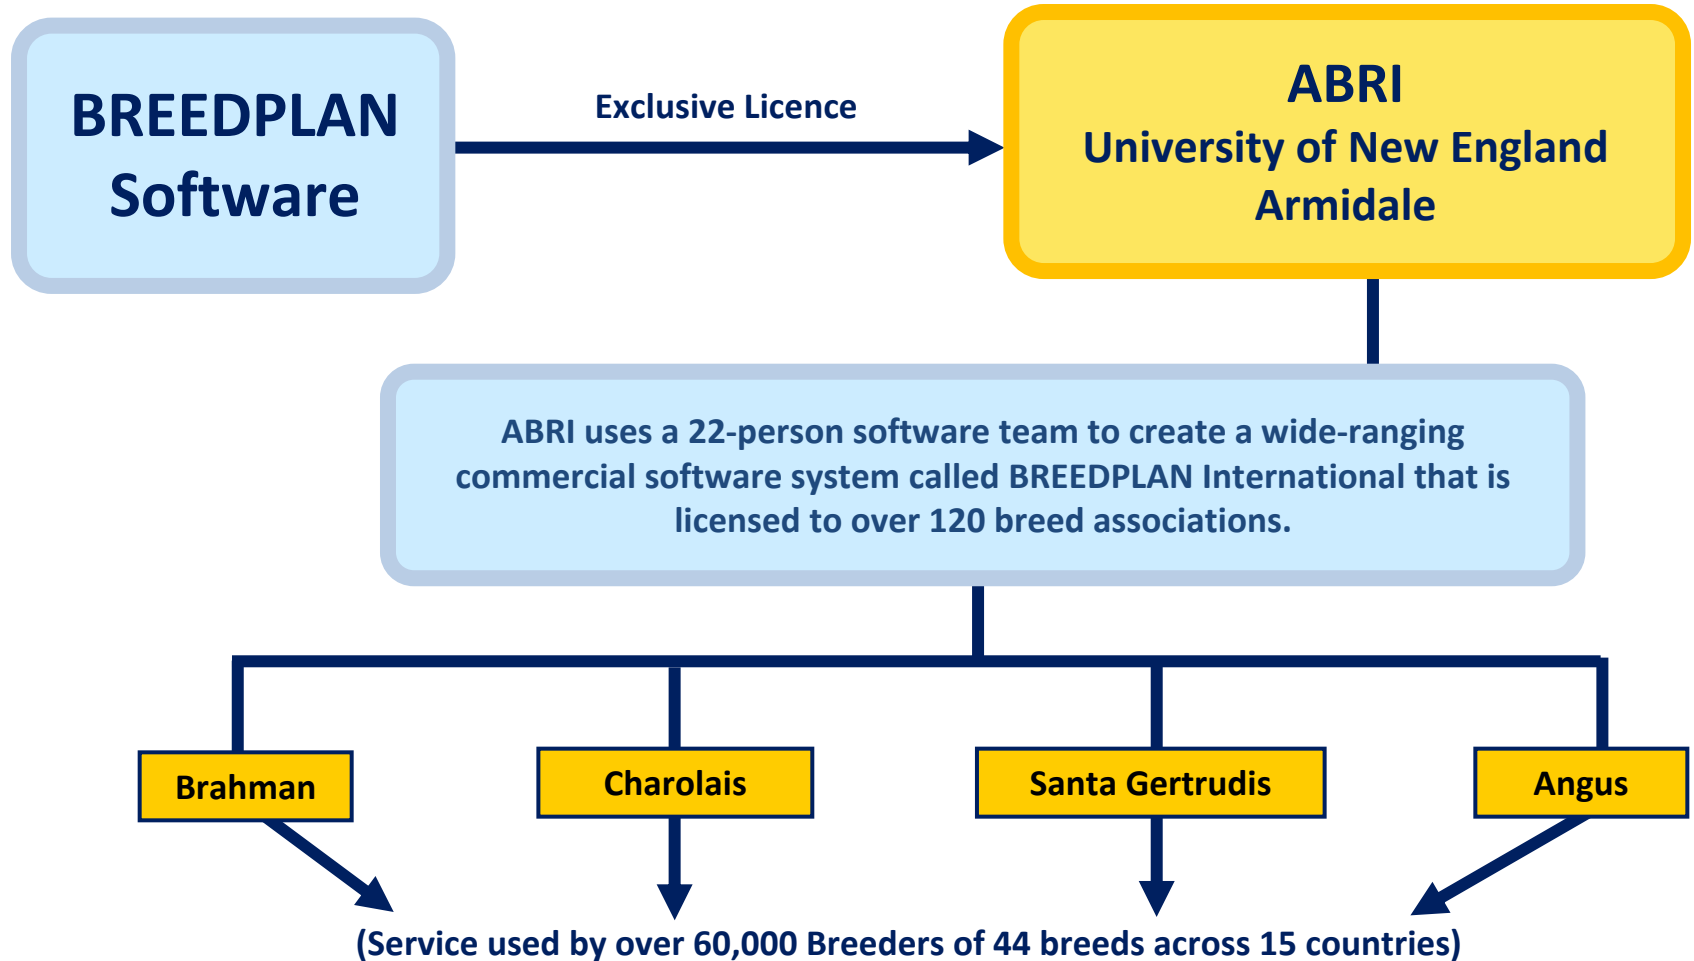 BREEDPLAN
Software
Exclusive Licence
ABRI
University of New England
Armidale
ABRI uses a 22-person software team to create a wide-ranging
commercial software system called BREEDPLAN International that is
licensed to over 120 breed associations.
Brahman
Charolais
Santa Gertrudis
Angus
(Service used by over 60,000 Breeders of 44 breeds across 15 countries)